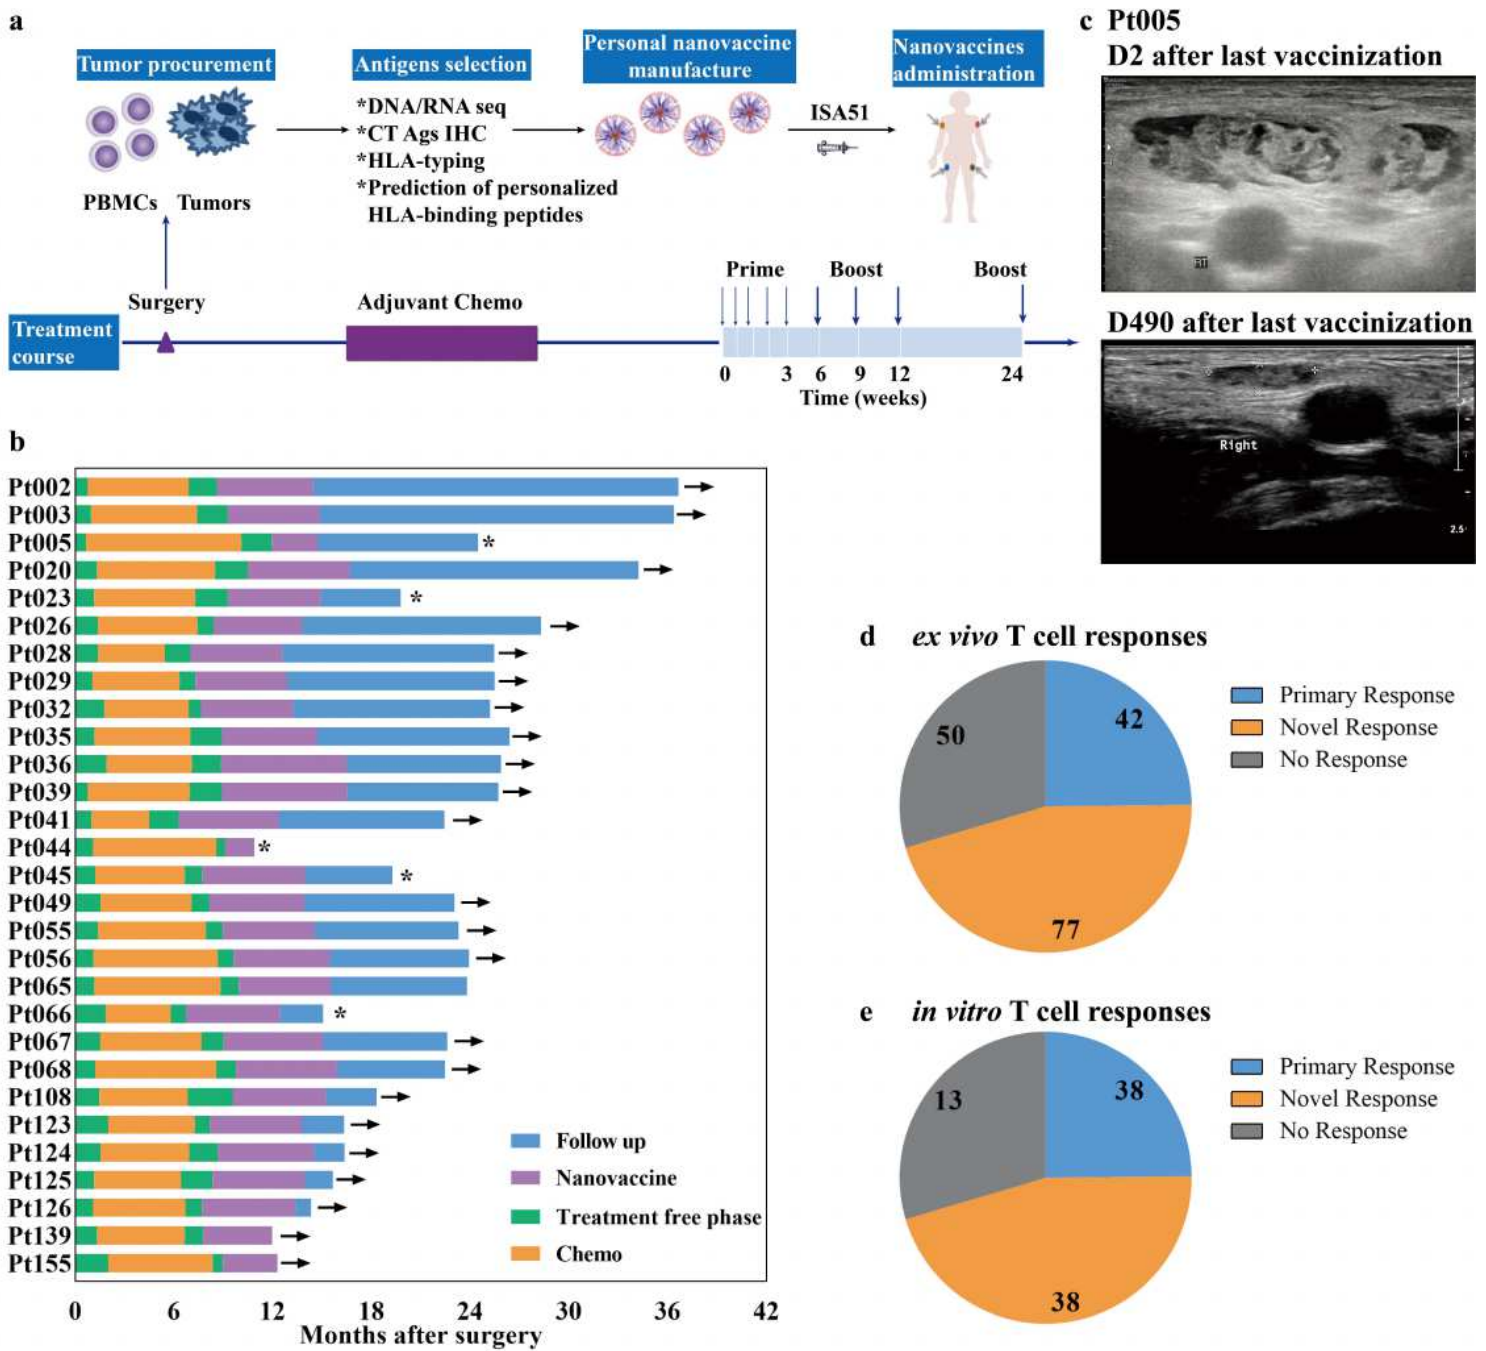 a
Tumor procurement
PBMCs Tumors
Antigens selection
*DNA/RNA seq
*CT Ags IHC
*HLA-typing
*Prediction of personalized
HLA-binding peptides
Personal nanovaccine
manufacture
ISA51
Nanovaccines
administration
Surgery
Adjuvant Chemo
Prime
Boost
Boost
Treatment
course
0 3 6 9 12 24
Time (weeks)
c Pt005
D2 after last vaccinization
RT
D490 after last vaccinization
Right
2.5
b
Pt002
Pt003
Pt005 *
Pt020
Pt023 *
Pt026
Pt028
Pt029
Pt032
Pt035
Pt036
Pt039
Pt041
Pt044 *
Pt045 *
Pt049
Pt055
Pt056
Pt065
Pt066 *
Pt067
Pt068
Pt108
Pt123
Pt124
Pt125
Pt126
Pt139
Pt155
Follow up
Nanovaccine
Treatment free phase
Chemo
0 6 12 18 24 30 36 42
Months after surgery
d ex vivo T cell responses
50
42
77
Primary Response
Novel Response
No Response
e in vitro T cell responses
13
38
38
Primary Response
Novel Response
No Response